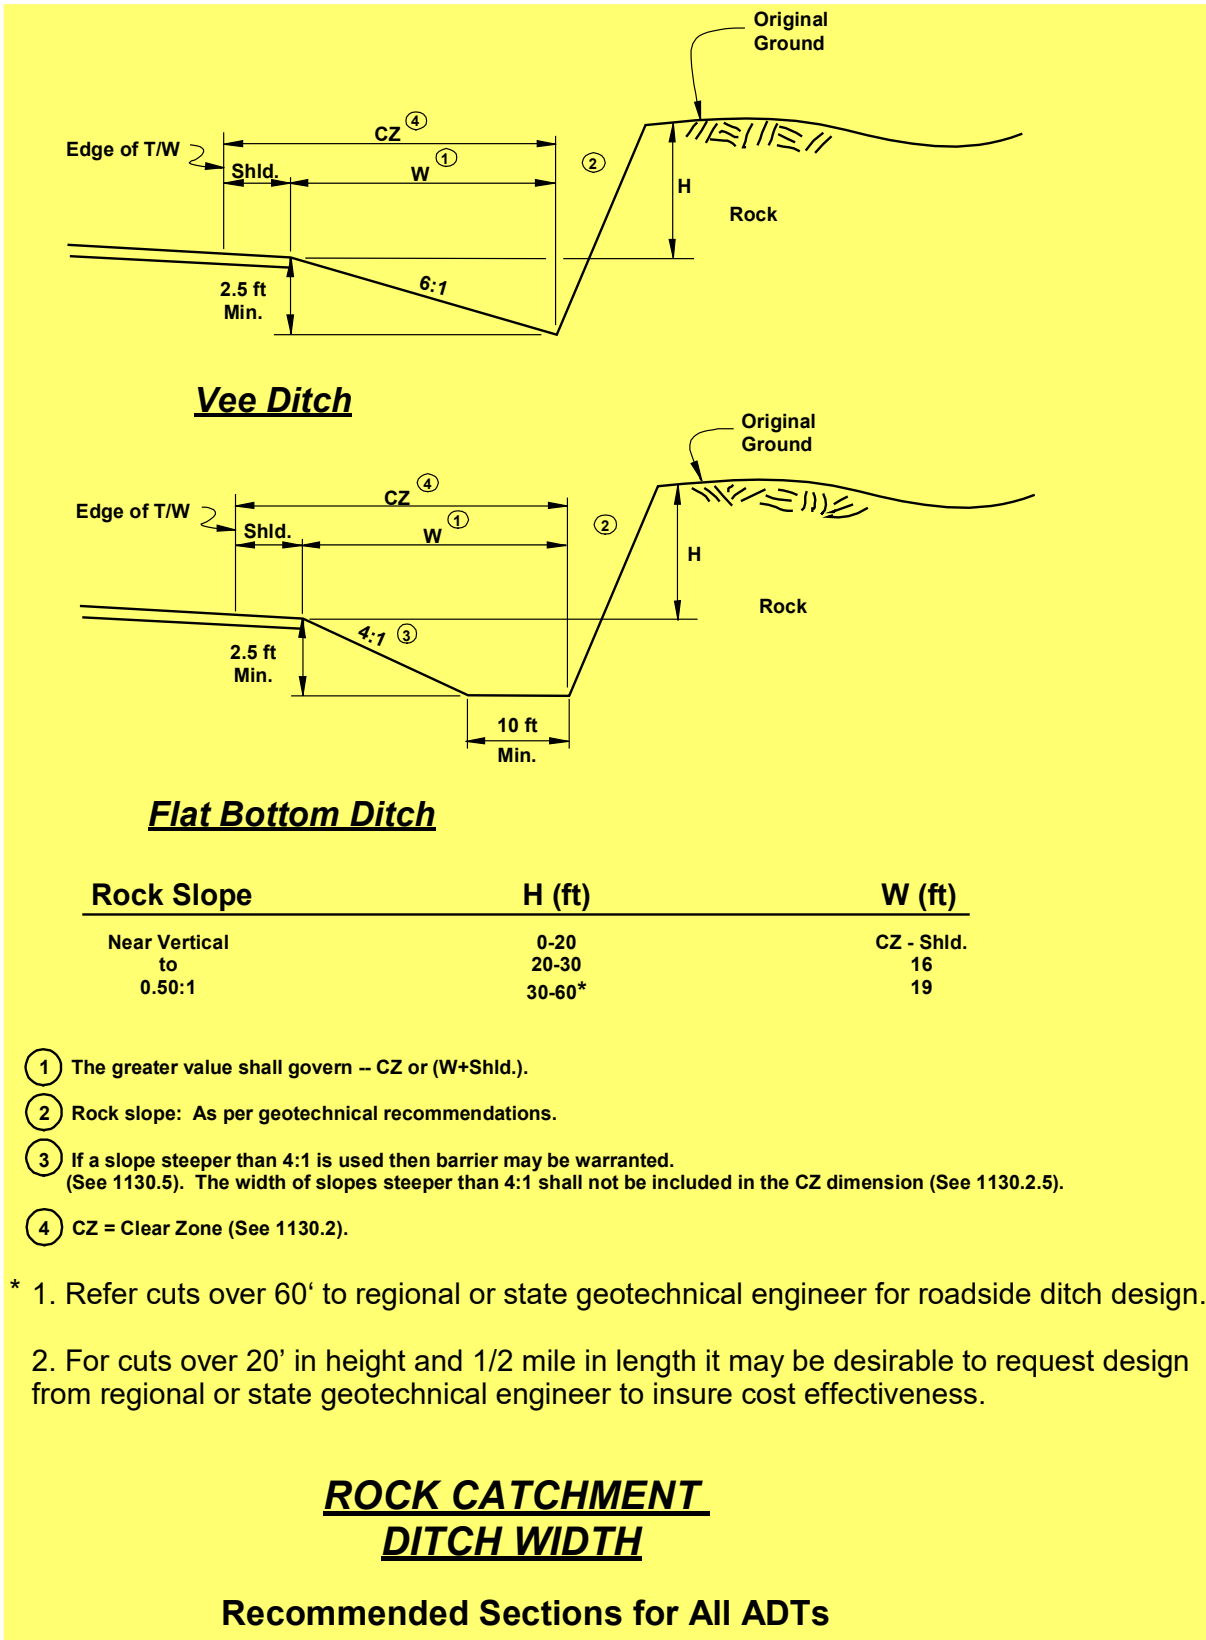 Original
Ground
CZ ④
Edge of T/W
Shld.
W ①
②
H
Rock
2.5 ft
Min.
6:1
Vee Ditch
Original
Ground
CZ ④
Edge of T/W
Shld.
W ①
②
H
Rock
4:1 ③
2.5 ft
Min.
10 ft
Min.
Flat Bottom Ditch
Rock Slope H (ft) W (ft)
Near Vertical 0-20 CZ - Shld.
to 20-30 16
0.50:1 30-60* 19
① The greater value shall govern -- CZ or (W+Shld.).
② Rock slope: As per geotechnical recommendations.
③ If a slope steeper than 4:1 is used then barrier may be warranted.
(See 1130.5). The width of slopes steeper than 4:1 shall not be included in the CZ dimension (See 1130.2.5).
④ CZ = Clear Zone (See 1130.2).
* 1. Refer cuts over 60‘ to regional or state geotechnical engineer for roadside ditch design.
2. For cuts over 20’ in height and 1/2 mile in length it may be desirable to request design
from regional or state geotechnical engineer to insure cost effectiveness.
ROCK CATCHMENT
DITCH WIDTH
Recommended Sections for All ADTs